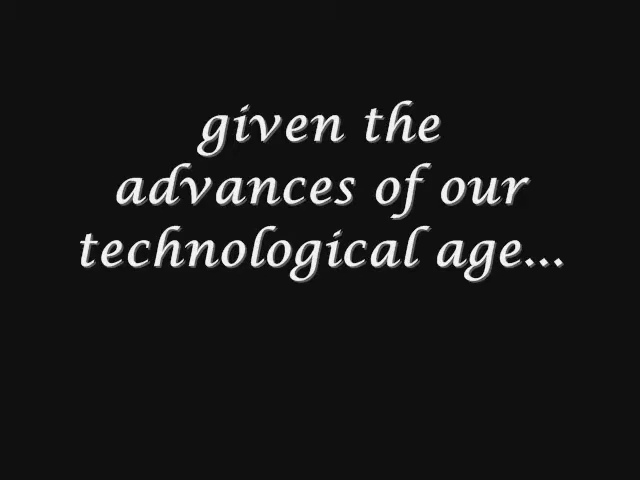 given the
advances of our
technological age...